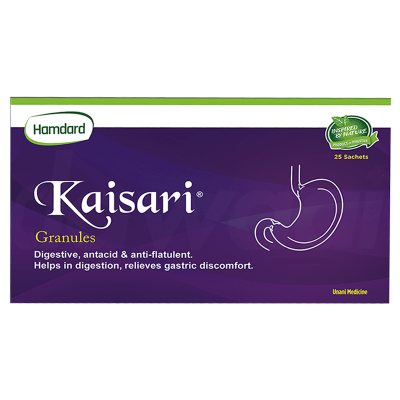 Hamdard
INSPIRED
BY NATURE
25 Sachets
Kaisari®
Granules
Digestive, antacid & anti-flatulent.
Helps in digestion, relieves gastric discomfort.
Unani Medicine